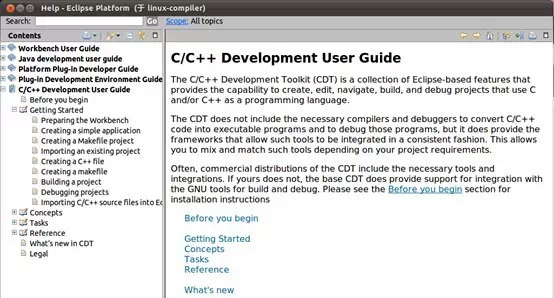 Help - Eclipse Platform (于 linux-compiler)
Search:
Go
Scope: All topics
Contents
Workbench User Guide
Java development user guide
Platform Plug-in Developer Guide
Plug-in Development Environment Guide
C/C++ Development User Guide
Before you begin
Getting Started
Preparing the Workbench
Creating a simple application
Creating a Makefile project
Importing an existing project
Creating a C++ file
Creating a makefile
Building a project
Debugging projects
Importing C/C++ source files into Ec
Concepts
Tasks
Reference
What's new in CDT
Legal
C/C++ Development User Guide
The C/C++ Development Toolkit (CDT) is a collection of Eclipse-based features that
provides the capability to create, edit, navigate, build, and debug projects that use C
and/or C++ as a programming language.
The CDT does not include the necessary compilers and debuggers to convert C/C++
code into executable programs and to debug those programs, but it does provide the
frameworks that allow such tools to be integrated in a consistent fashion. This allows
you to mix and match such tools depending on your project requirements.
Often, commercial distributions of the CDT include the necessary tools and
integrations. If yours does not, the base CDT does provide support for integration with
the GNU tools for build and debug. Please see the Before you begin section for
installation instructions
Before you begin
Getting Started
Concepts
Tasks
Reference
What's new